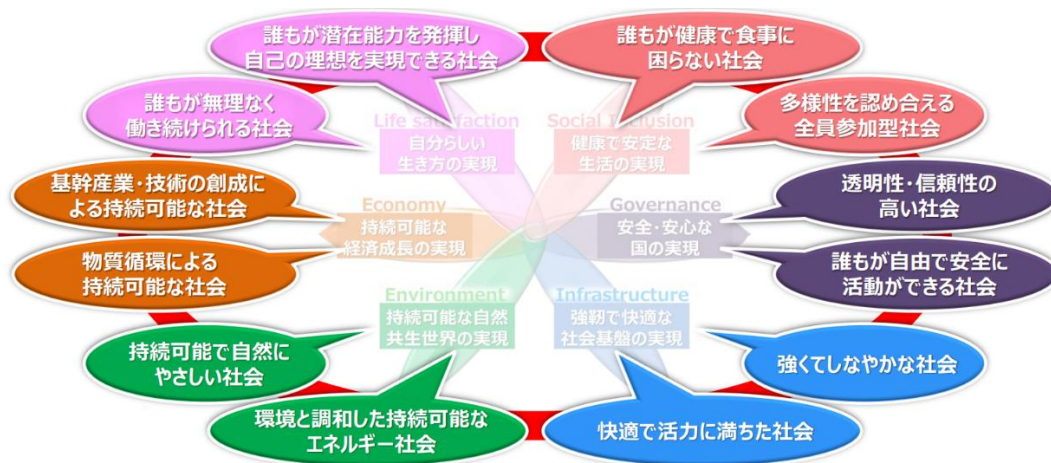 誰もが潜在能力を発揮し
自己の理想を実現できる社会
誰もが健康で食事に
困らない社会
誰もが無理なく
働き続けられる社会
多様性を認め合える
全員参加型社会
Life satisfaction
自分らしい
生き方の実現
Social Inclusion
健康で安定な
生活の実現
基幹産業・技術の創成に
よる持続可能な社会
Economy
持続可能な
経済成長の実現
Governance
安全・安心な
国の実現
透明性・信頼性の
高い社会
物質循環による
持続可能な社会
誰もが自由で安全に
活動ができる社会
Environment
持続可能な自然
共生世界の実現
Infrastructure
強靭で快適な
社会基盤の実現
持続可能で自然に
やさしい社会
強くてしなやかな社会
環境と調和した持続可能な
エネルギー社会
快適で活力に満ちた社会